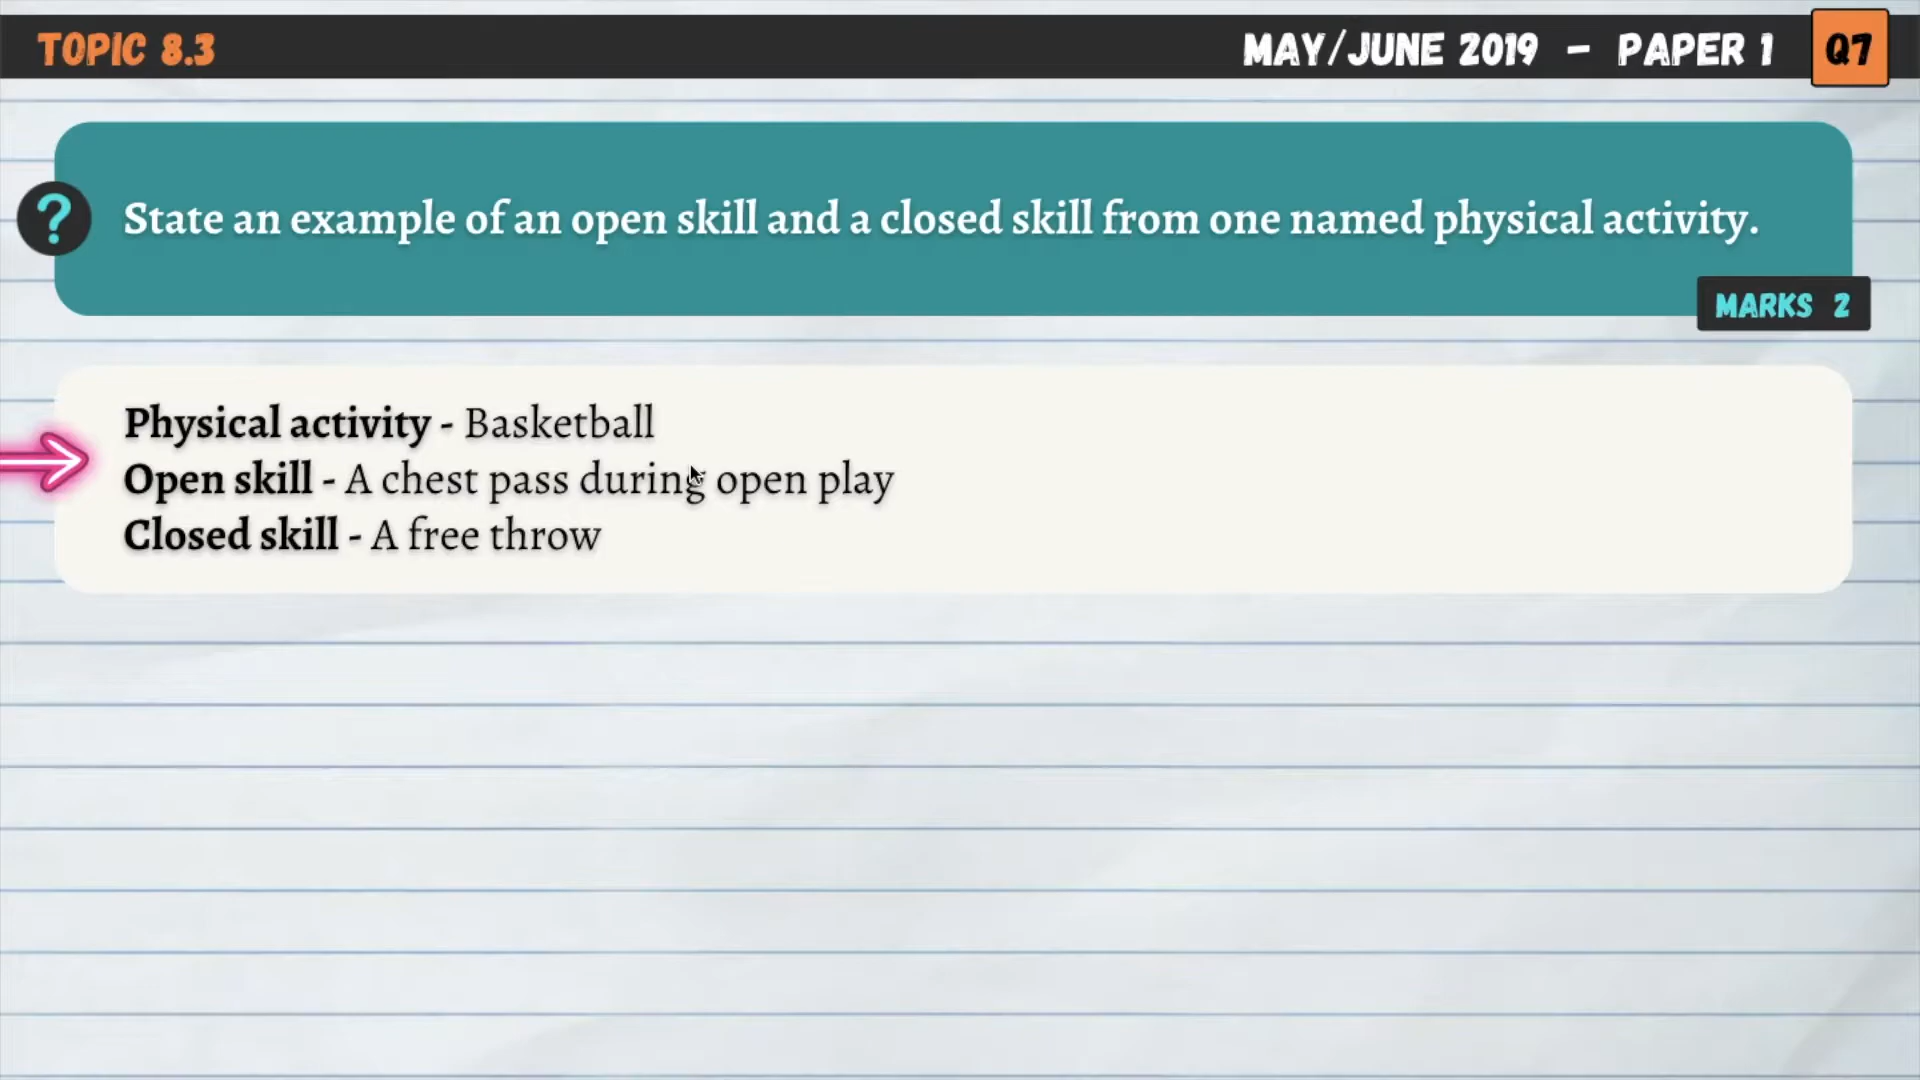 TOPIC 8.3
MAY/JUNE 2019 - PAPER 1
Q7
?
State an example of an open skill and a closed skill from one named physical activity.
MARKS 2
Physical activity - Basketball
Open skill - A chest pass during open play
Closed skill - A free throw